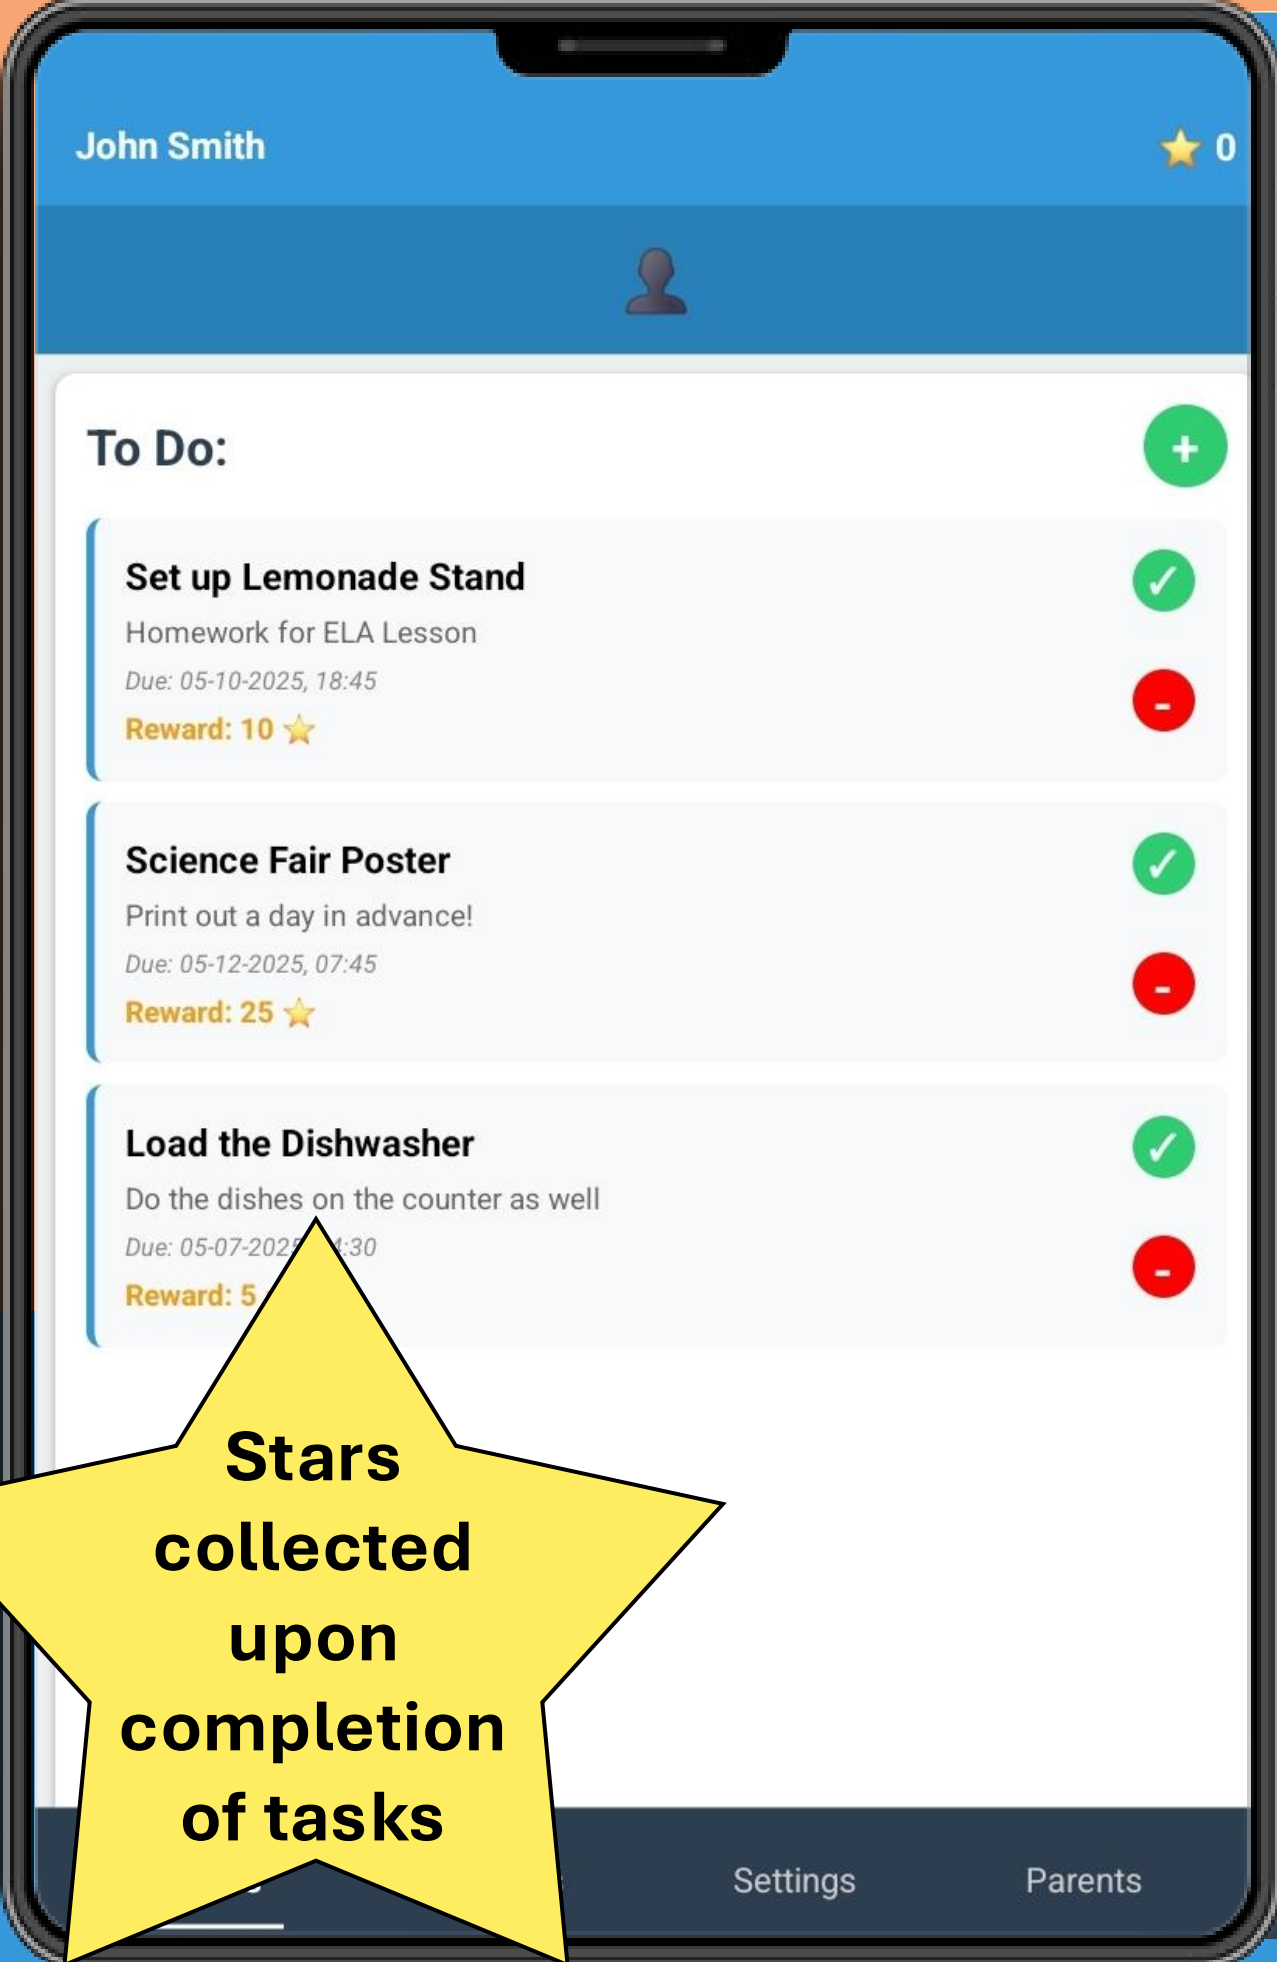 John Smith
0
To Do:
+
Set up Lemonade Stand
Homework for ELA Lesson
Due: 05-10-2025, 18:45
Reward: 10
-
Science Fair Poster
Print out a day in advance!
Due: 05-12-2025, 07:45
Reward: 25
-
Load the Dishwasher
Do the dishes on the counter as well
Due: 05-07-2025 :30
Reward: 5
-
Stars
collected
upon
completion
of tasks
Settings Parents